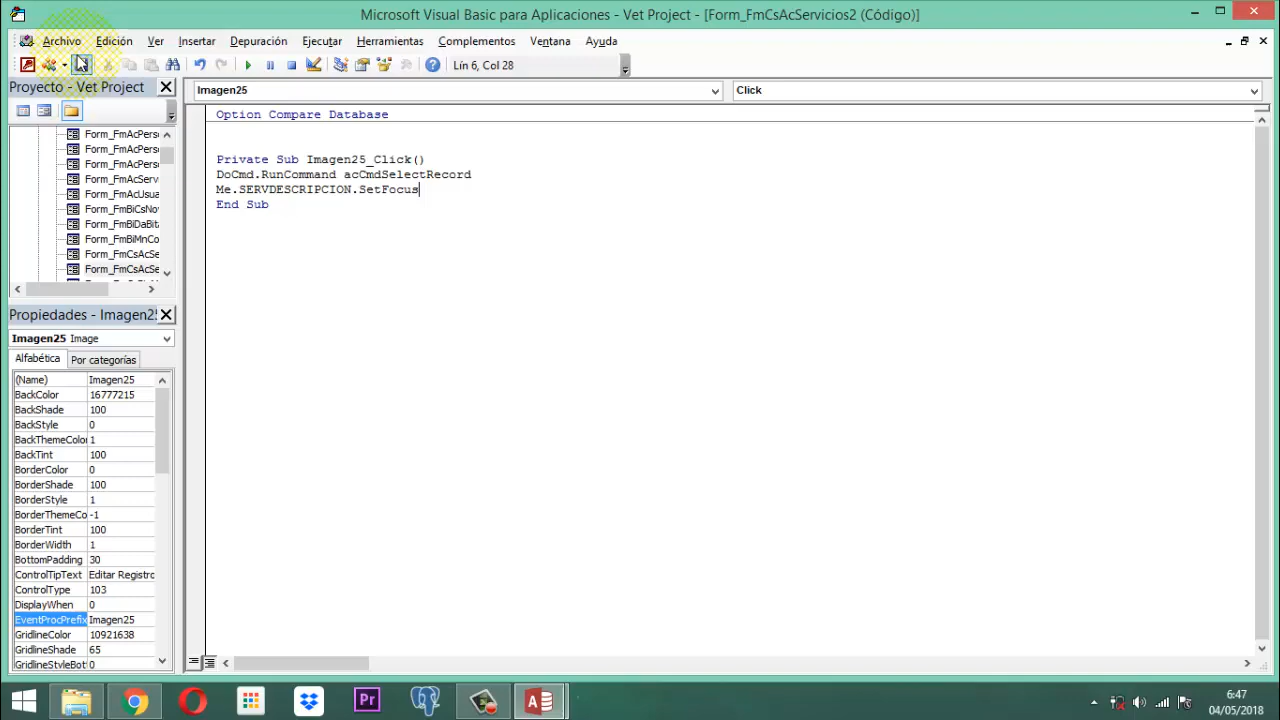 Microsoft Visual Basic para Aplicaciones - Vet Project - [Form_FmCsAcServicios2 (Código)]
Archivo Edición Ver Insertar Depuración Ejecutar Herramientas Complementos Ventana Ayuda
Lín 6, Col 28
Proyecto - Vet Project
Imagen25 Click
Form_FmAcPers
Form_FmAcPers
Form_FmAcPers
Form_FmAcServ
Form_FmAcUsua
Form_FmBiCsNo
Form_FmBiDaBit
Form_FmBiMnCo
Form_FmCsAcSe
Form_FmCsAcSe
Option Compare Database
Private Sub Imagen25_Click()
DoCmd.RunCommand acCmdSelectRecord
Me.SERVDESCRIPCION.SetFocus
End Sub
Propiedades - Imagen25
Imagen25 Image
Alfabética Por categorías
(Name) Imagen25
BackColor 16777215
BackShade 100
BackStyle 0
BackThemeColor 1
BackTint 100
BorderColor 0
BorderShade 100
BorderStyle 1
BorderThemeCo -1
BorderTint 100
BorderWidth 1
BottomPadding 30
ControlTipText Editar Registro
ControlType 103
DisplayWhen 0
EventProcPrefix Imagen25
GridlineColor 10921638
GridlineShade 65
GridlineStyleBot 0
Pr
A
6:47
04/05/2018